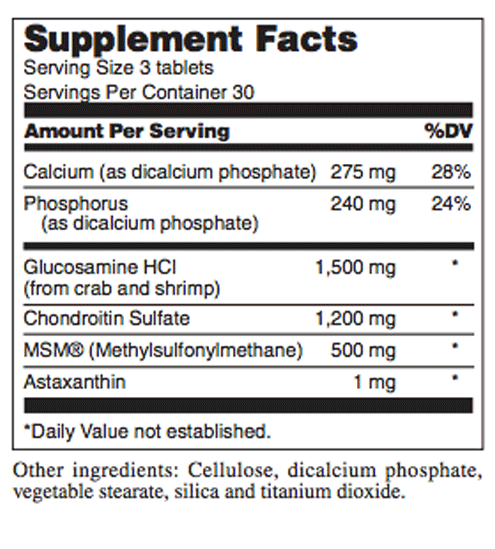 Supplement Facts
Serving Size 3 tablets
Servings Per Container 30
Amount Per Serving %DV
Calcium (as dicalcium phosphate) 275 mg 28%
Phosphorus 240 mg 24%
(as dicalcium phosphate)
Glucosamine HCl 1,500 mg *
(from crab and shrimp)
Chondroitin Sulfate 1,200 mg *
MSM® (Methylsulfonylmethane) 500 mg *
Astaxanthin 1 mg *
*Daily Value not established.
Other ingredients: Cellulose, dicalcium phosphate,
vegetable stearate, silica and titanium dioxide.